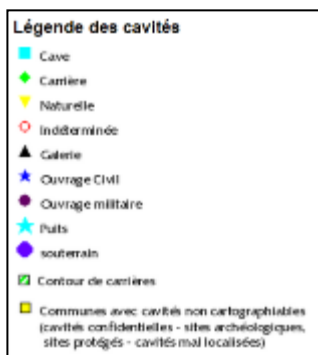 Légende des cavités
Cave
Carrière
Naturelle
Indéterminée
Galerie
Ouvrage Civil
Ouvrage militaire
Puits
souterrain
Contour de carrières
Communes avec cavités non cartographiables
(cavités confidentielles - sites archéologiques,
sites protégés - cavités mal localisées)